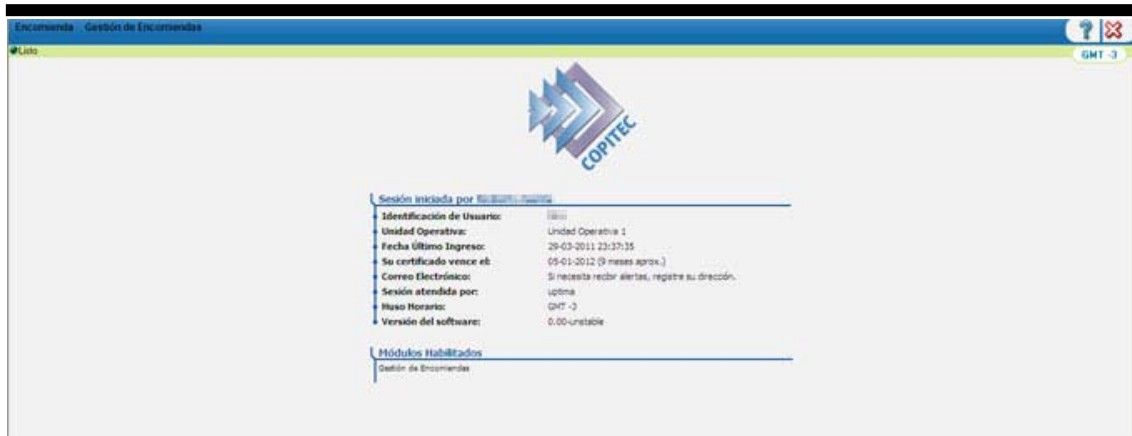 Encomienda Gestión de Encomiendas
Listo
GMT -3
COPITEC
Sesión iniciada por
Identificación de Usuario:
Unidad Operativa: Unidad Operativa 1
Fecha Último Ingreso: 29-03-2011 23:37:35
Su certificado vence el: 05-01-2012 (9 meses aprox.)
Correo Electrónico: Si necesita recibir alertas, registre su dirección.
Sesión atendida por: uptima
Huso Horario: GMT -3
Versión del software: 0.00-unstable
Módulos Habilitados
Gestión de Encomiendas